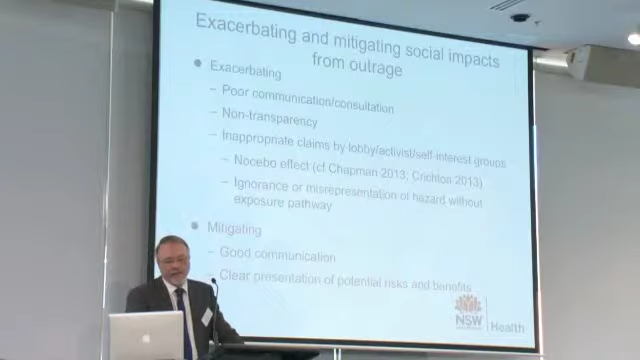 Exacerbating and mitigating social impacts
from outrage
• Exacerbating
– Poor communication/consultation
– Non-transparency
– Inappropriate claims by lobby/activist/self-interest groups
– Nocebo effect (cf Chapman 2013; Crichton 2013)
– Ignorance or misrepresentation of hazard without
exposure pathway
• Mitigating
– Good communication
– Clear presentation of potential risks and benefits
NSW
Health